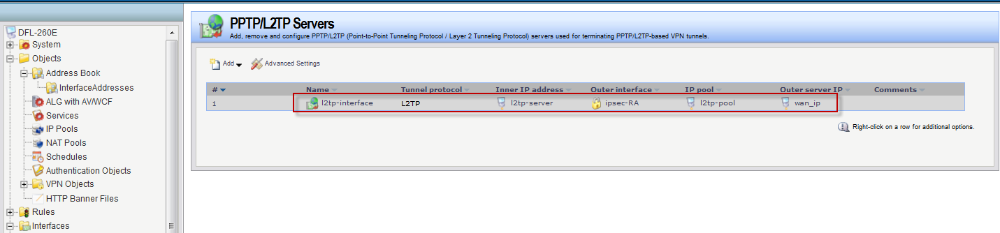 PPTP/L2TP Servers
Add, remove and configure PPTP/L2TP (Point-to-Point Tunneling Protocol / Layer 2 Tunneling Protocol) servers used for terminating PPTP/L2TP-based VPN tunnels.
DFL-260E
System
Objects
Address Book
InterfaceAddresses
ALG with AV/WCF
Services
IP Pools
NAT Pools
Schedules
Authentication Objects
VPN Objects
HTTP Banner Files
Rules
Interfaces
Add
Advanced Settings
# Name Tunnel protocol Inner IP address Outer interface IP pool Outer server IP Comments
1 l2tp-interface L2TP l2tp-server ipsec-RA l2tp-pool wan_ip
Right-click on a row for additional options.